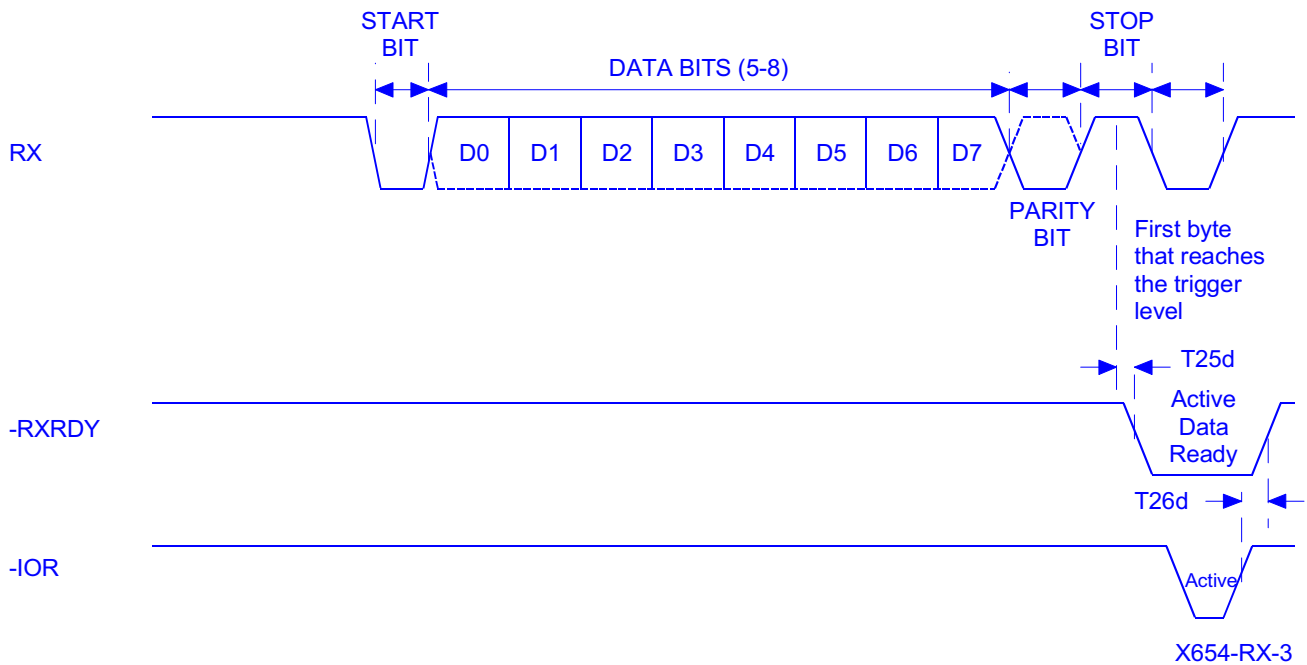 START
BIT
STOP
BIT
DATA BITS (5-8)
RX
D0 D1 D2 D3 D4 D5 D6 D7
PARITY
BIT
First byte
that reaches
the trigger
level
T25d
-RXRDY
Active
Data
Ready
T26d
-IOR
Active
X654-RX-3